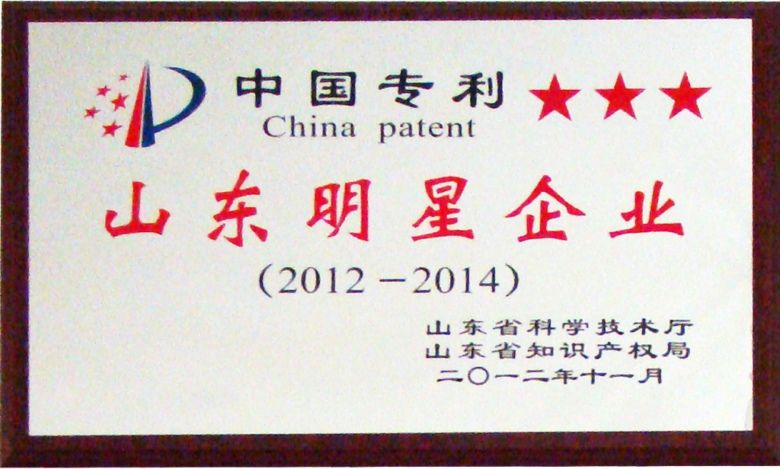 中国专利 ★★★
China patent
山东明星企业
(2012-2014)
山东省科学技术厅
山东省知识产权局
二〇一二年十一月